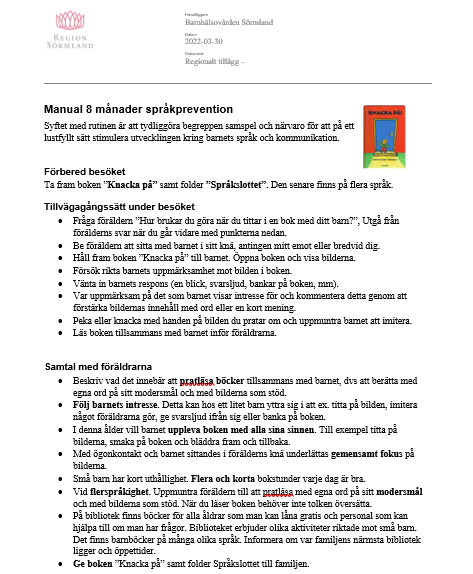 REGION
SÖRMLAND
Handläggare
Barnhälsovården Sörmland
Datum
2022-03-30
Dokumentnr
Regionalt tillägg –
Manual 8 månader språkprevention
Syftet med rutinen är att tydliggöra begreppen samspel och närvaro för att på ett
lustfyllt sätt stimulera utvecklingen kring barnets språk och kommunikation.
KNACKA PÅ!
Förbered besöket
Ta fram boken ”Knacka på” samt folder ”Språkslottet”. Den senare finns på flera språk.
Tillvägagångssätt under besöket
• Fråga föräldern ”Hur brukar du göra när du tittar i en bok med ditt barn?”, Utgå från
förälderns svar när du går vidare med punkterna nedan.
• Be föräldern att sitta med barnet i sitt knä, antingen mitt emot eller bredvid dig.
• Håll fram boken ”Knacka på” till barnet. Öppna boken och visa bilderna.
• Försök rikta barnets uppmärksamhet mot bilden i boken.
• Vänta in barnets respons (en blick, svarsljud, bankar på boken, mm).
• Var uppmärksam på det som barnet visar intresse för och kommentera detta genom att
förstärka bildernas innehåll med ord eller en kort mening.
• Peka eller knacka med handen på bilden du pratar om och uppmuntra barnet att imitera.
• Läs boken tillsammans med barnet inför föräldrarna.
Samtal med föräldrarna
• Beskriv vad det innebär att pratläsa böcker tillsammans med barnet, dvs att berätta med
egna ord på sitt modersmål och med bilderna som stöd.
• Följ barnets intresse. Detta kan hos ett litet barn yttra sig i att ex. titta på bilden, imitera
något föräldrarna gör, ge svarsljud ifrån sig eller banka på boken.
• I denna ålder vill barnet uppleva boken med alla sina sinnen. Till exempel titta på
bilderna, smaka på boken och bläddra fram och tillbaka.
• Med ögonkontakt och barnet sittandes i förälderns knä underlättas gemensamt fokus på
bilderna.
• Små barn har kort uthållighet. Flera och korta bokstunder varje dag är bra.
• Vid flerspråkighet. Uppmuntra föräldern till att pratläsa med egna ord på sitt modersmål
och med bilderna som stöd. När du läser boken behöver inte tolken översätta.
• På bibliotek finns böcker för alla åldrar som man kan låna gratis och personal som kan
hjälpa till om man har frågor. Biblioteket erbjuder olika aktiviteter riktade mot små barn.
Det finns barnböcker på många olika språk. Informera om var familjens närmsta bibliotek
ligger och öppettider.
• Ge boken ”Knacka på” samt folder Språkslottet till familjen.